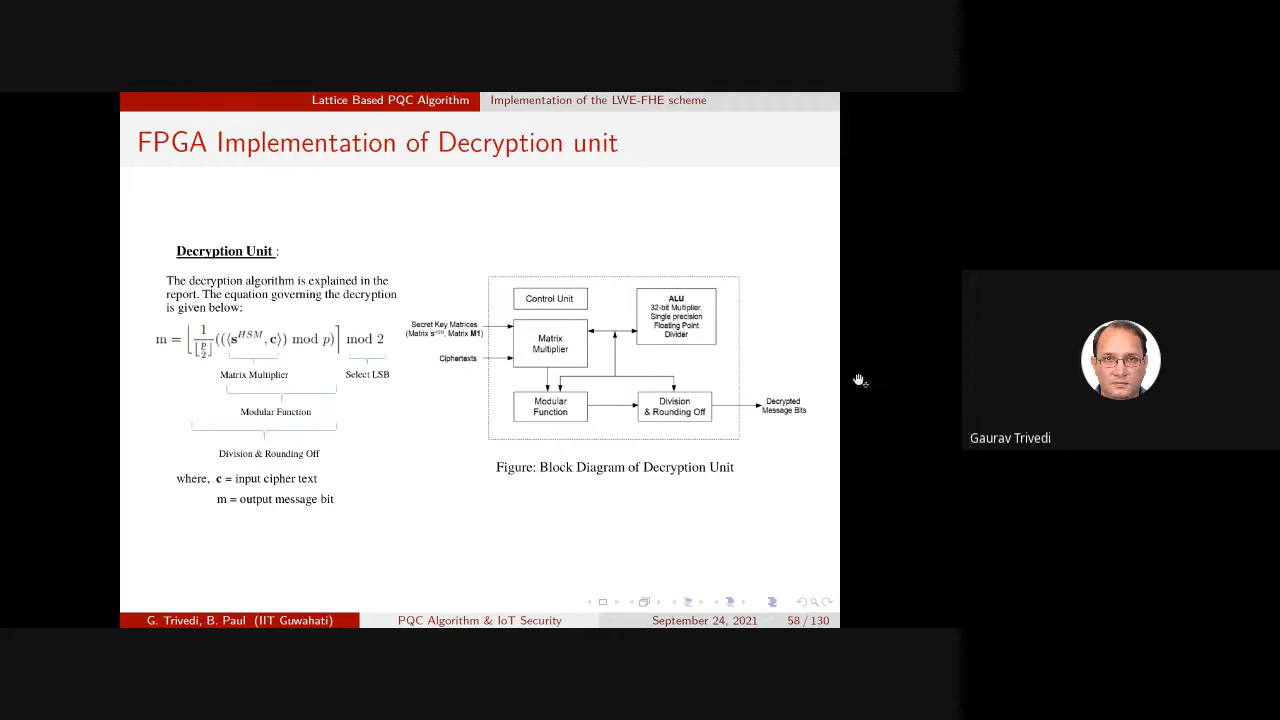 Lattice Based PQC Algorithm Implementation of the LWE-FHE scheme
FPGA Implementation of Decryption unit
Decryption Unit :
The decryption algorithm is explained in the
report. The equation governing the decryption
is given below:
m = ⌊ 1/⌊p/2⌋ ((⟨s^HSM, c⟩) mod p) ⌉ mod 2
Matrix Multiplier Select LSB
Modular Function
Division & Rounding Off
where, c = input cipher text
m = output message bit
Control Unit
ALU
32-bit Multiplier,
Single precision
Floating Point
Divider
Secret Key Matrices
(Matrix s^HSM, Matrix M1)
Matrix
Multiplier
Ciphertexts
Modular
Function
Division
& Rounding Off
Decrypted
Message Bits
Figure: Block Diagram of Decryption Unit
Gaurav Trivedi
G. Trivedi, B. Paul (IIT Guwahati) PQC Algorithm & IoT Security September 24, 2021 58 / 130